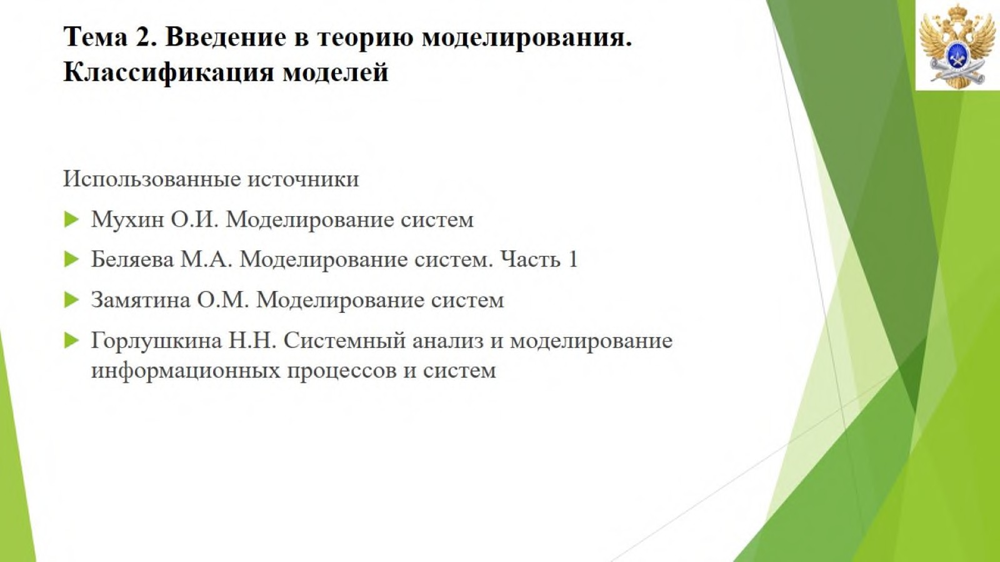 Тема 2. Введение в теорию моделирования.
Классификация моделей
Использованные источники
Мухин О.И. Моделирование систем
Беляева М.А. Моделирование систем. Часть 1
Замятина О.М. Моделирование систем
Горлушкина Н.Н. Системный анализ и моделирование
информационных процессов и систем